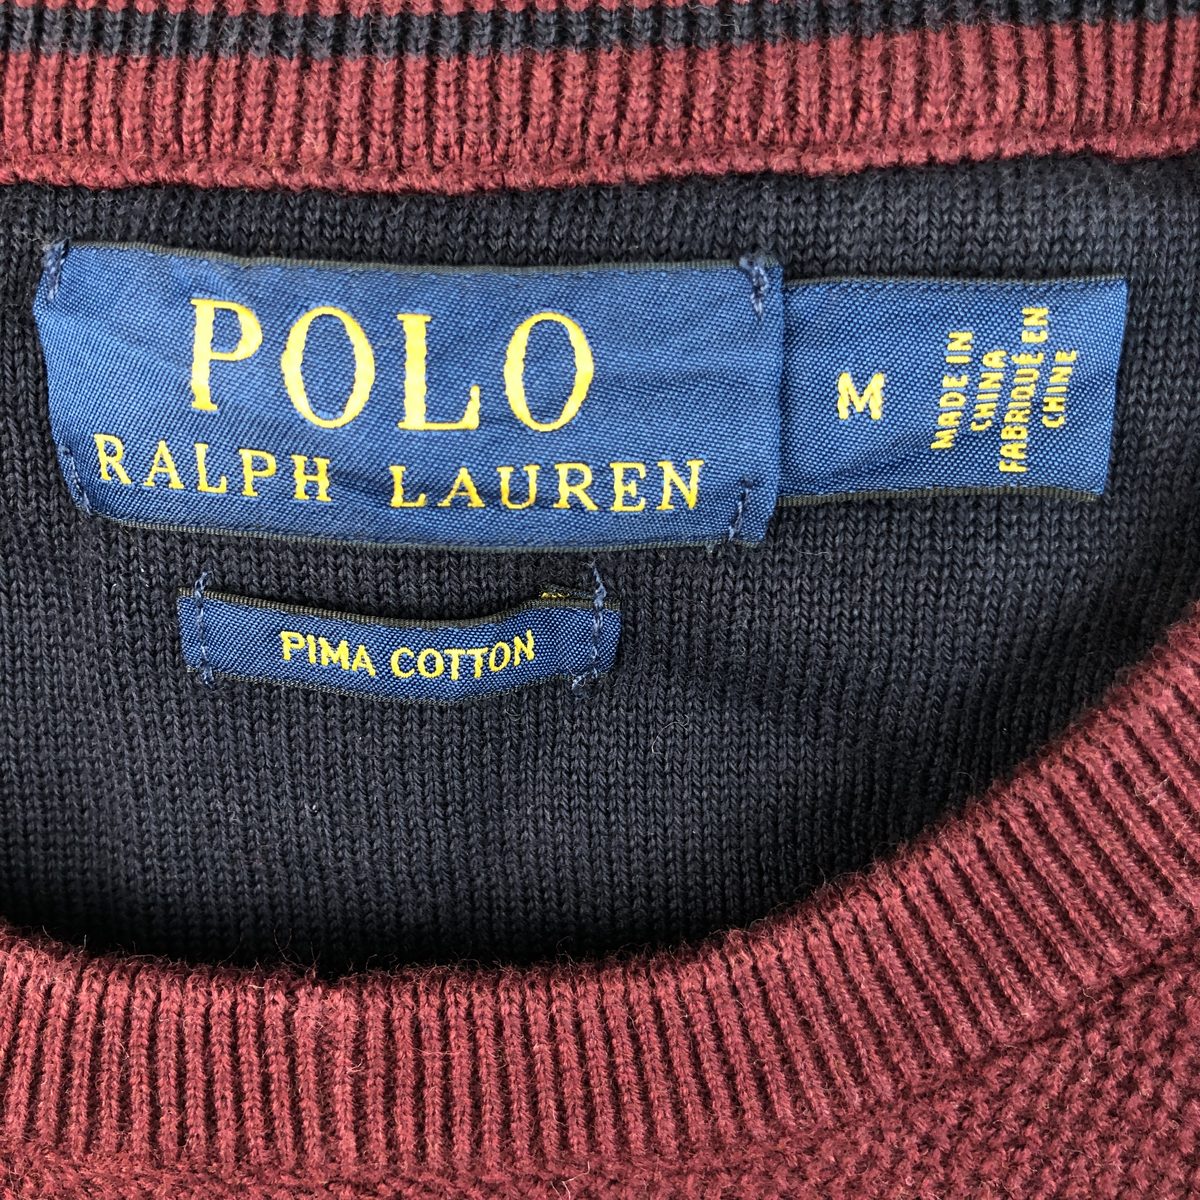 POLO
RALPH LAUREN
M
MADE IN
CHINA
FABRIQUÉ EN
CHINE
PIMA COTTON